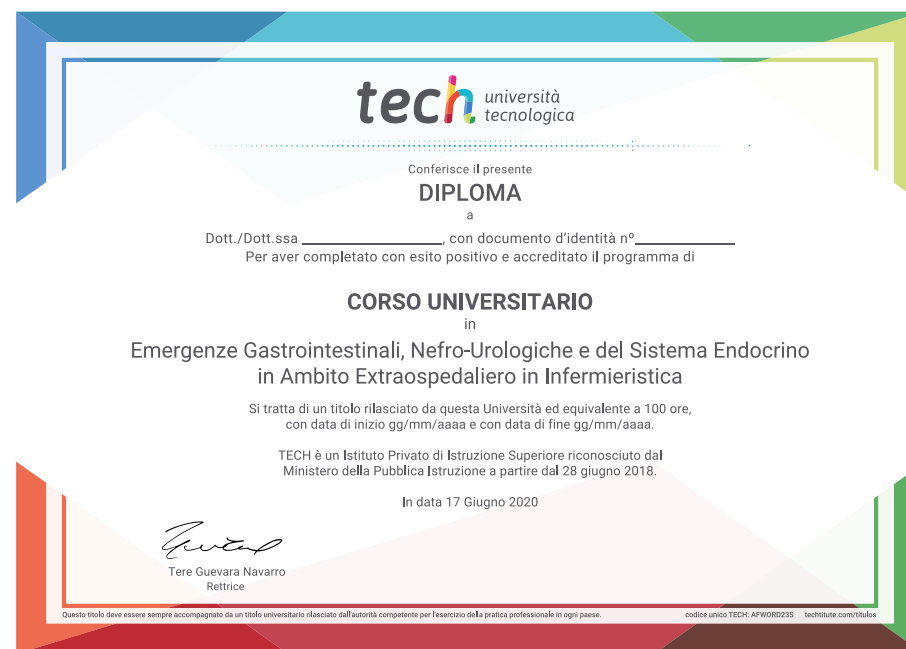 tech università
tecnologica
Conferisce il presente
DIPLOMA
a
Dott./Dott.ssa ____________________, con documento d'identità nº______________
Per aver completato con esito positivo e accreditato il programma di
CORSO UNIVERSITARIO
in
Emergenze Gastrointestinali, Nefro-Urologiche e del Sistema Endocrino
in Ambito Extraospedaliero in Infermieristica
Si tratta di un titolo rilasciato da questa Università ed equivalente a 100 ore,
con data di inizio gg/mm/aaaa e con data di fine gg/mm/aaaa.
TECH è un Istituto Privato di Istruzione Superiore riconosciuto dal
Ministero della Pubblica Istruzione a partire dal 28 giugno 2018.
In data 17 Giugno 2020
Tere Guevara Navarro
Rettrice
Questo titolo deve essere sempre accompagnato da un titolo universitario rilasciato dall'autorità competente per l'esercizio della pratica professionale in ogni paese. codice unico TECH: AFWORD23S techtitute.com/títulos